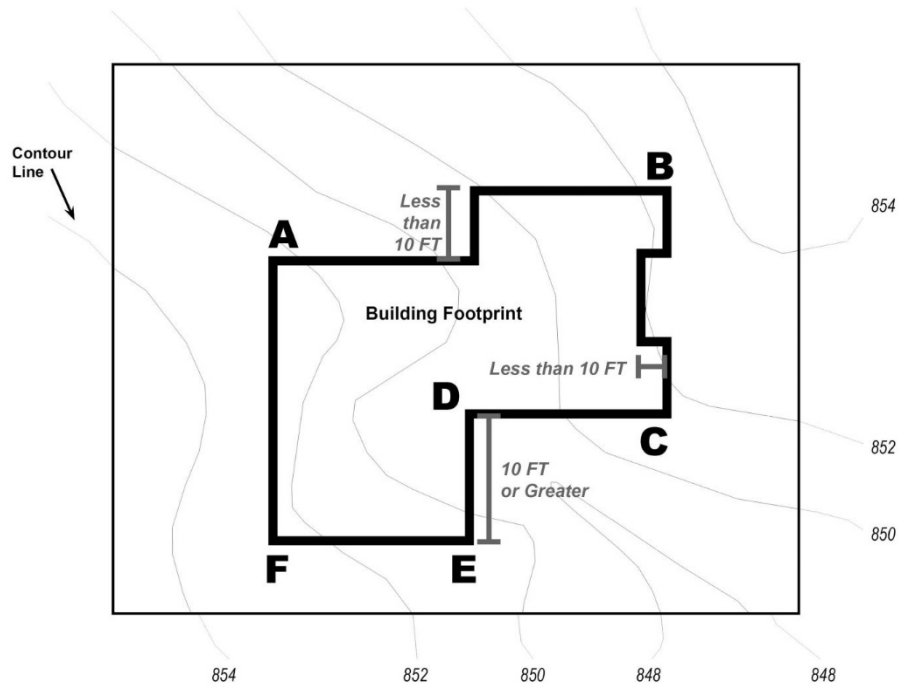 B
Contour
Line
Less
than
10 FT
854
A
Building Footprint
Less than 10 FT
D
C
852
10 FT
or Greater
850
F
E
854
852
850
848
848